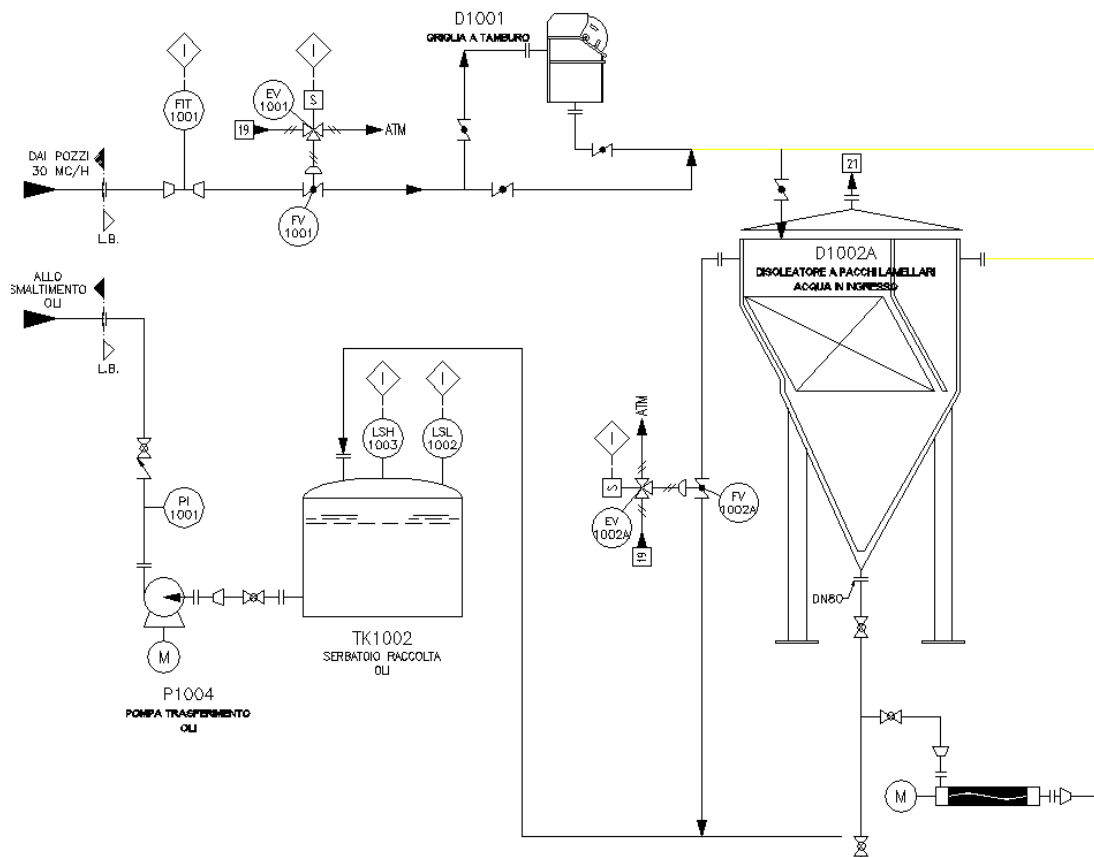 D1001
GRIGLIA A TAMBURO
I
I
FIT
1001
EV
1001
S
19
ATM
DAI POZZI
30 MC/H
L.B.
FV
1001
21
D1002A
DISOLEATORE A PACCHI LAMELLARI
ACQUA IN INGRESSO
ALLO
SMALTIMENTO
OLI
L.B.
I
I
LSH
1003
LSL
1002
ATM
I
S
EV
1002A
FV
1002A
19
PI
1001
DN80
M
TK1002
SERBATOIO RACCOLTA
OLI
P1004
POMPA TRASFERIMENTO
OLI
M